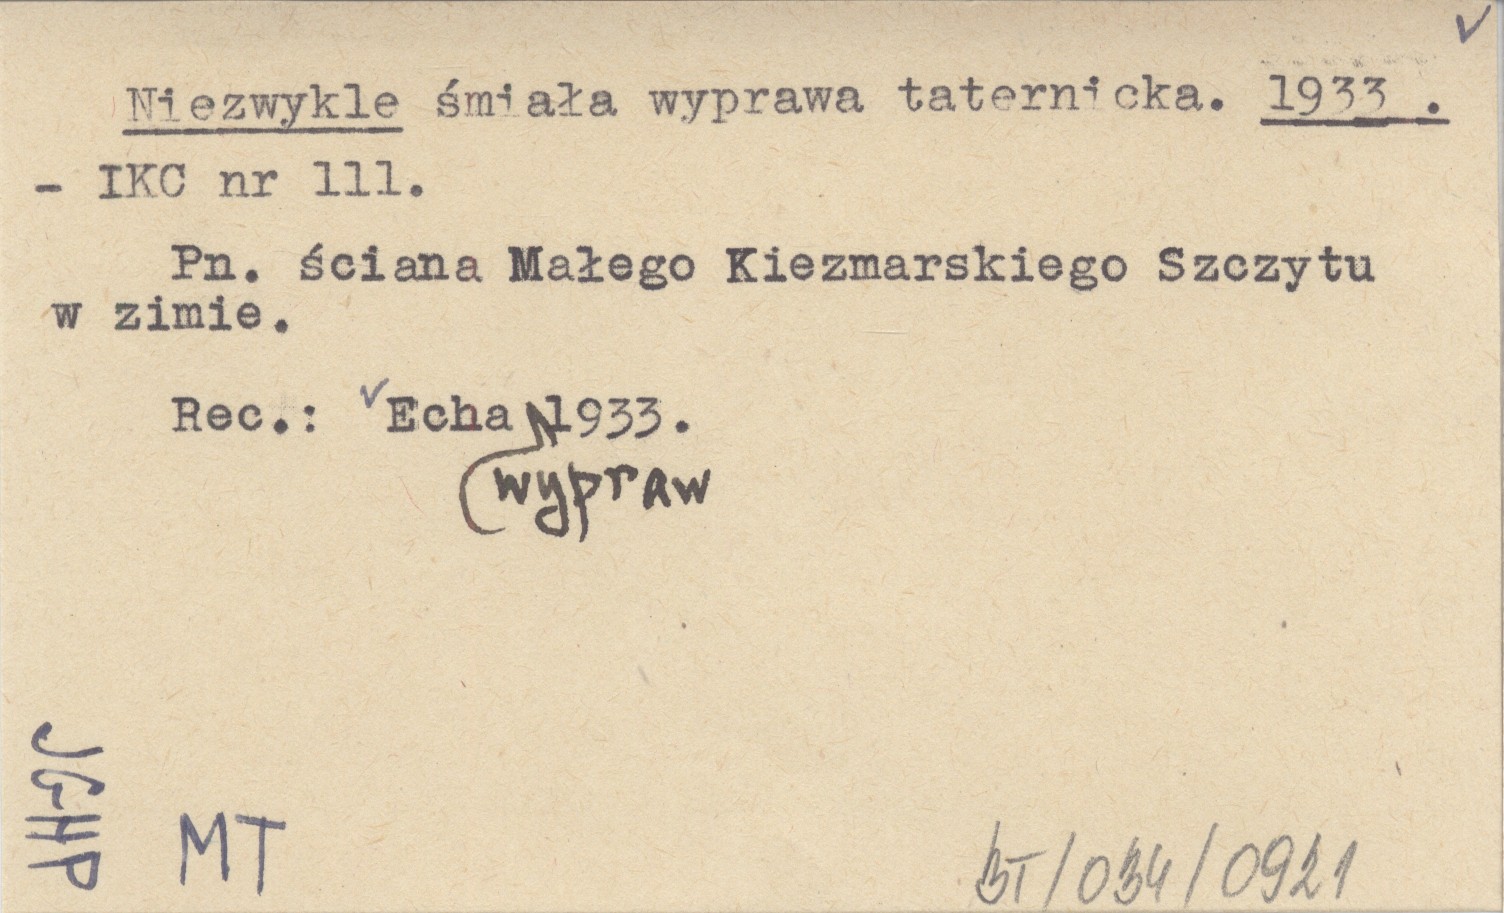 Niezwykle śmiała wyprawa taternicka. 1933.
- IKC nr 111.
Pn. ściana Małego Kiezmarskiego Szczytu
w zimie.
Rec.: Echa wypraw 1933.
JGHP
MT
BT/034/0921